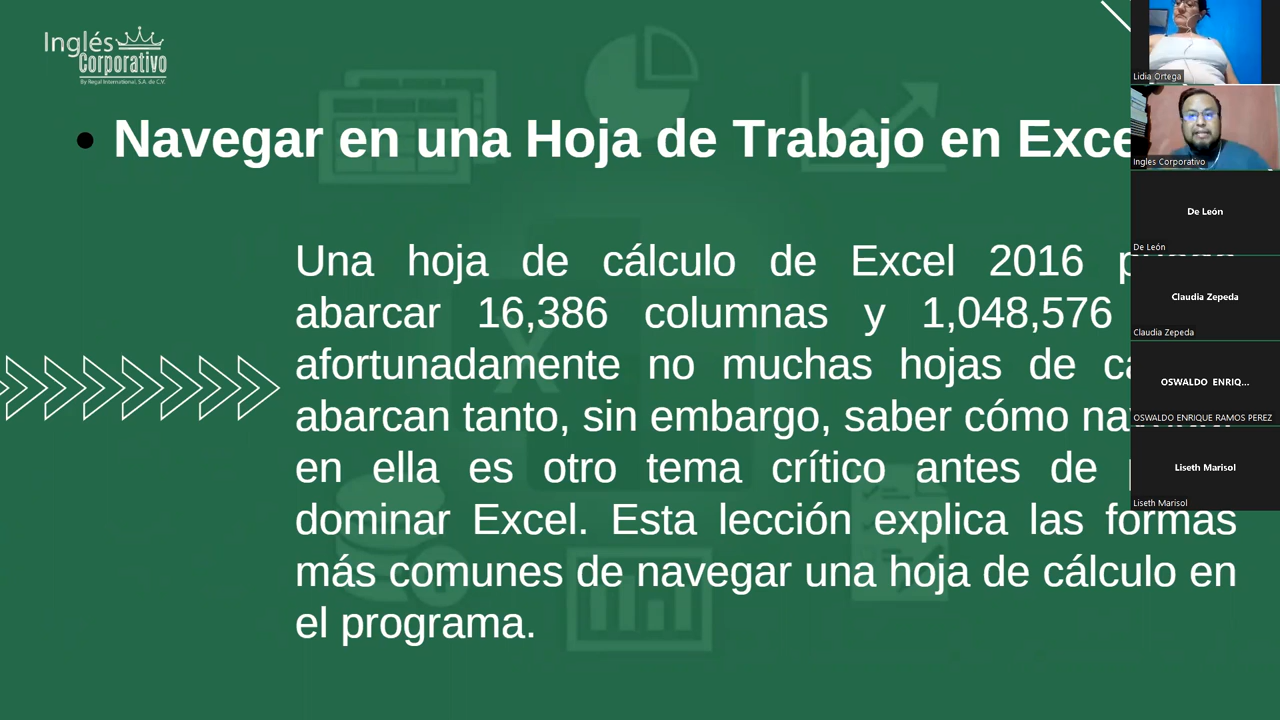 Inglés
Corporativo
By Regal International, S.A. de C.V.
Navegar en una Hoja de Trabajo en Exce
Una hoja de cálculo de Excel 2016
abarcar 16,386 columnas y 1,048,576
afortunadamente no muchas hojas de
abarcan tanto, sin embargo, saber cómo
en ella es otro tema crítico antes de
dominar Excel. Esta lección explica las formas
más comunes de navegar una hoja de cálculo en
el programa.
Lidia Ortega
Ingles Corporativo
De León
De León
Claudia Zepeda
Claudia Zepeda
OSWALDO ENRIQ...
OSWALDO ENRIQUE RAMOS PEREZ
Liseth Marisol
Liseth Marisol